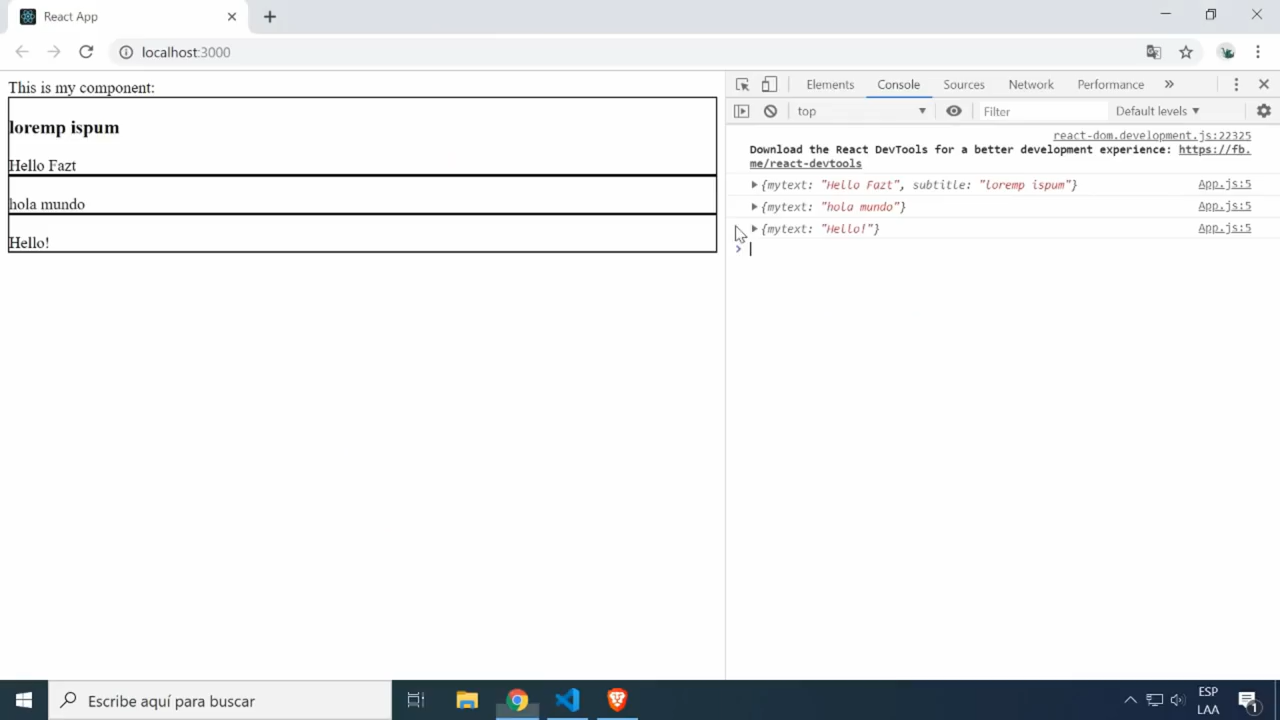 React App
localhost:3000
This is my component:
loremp ispum
Hello Fazt
hola mundo
Hello!
Elements Console Sources Network Performance
top Filter Default levels
react-dom.development.js:22325
Download the React DevTools for a better development experience: https://fb.
me/react-devtools
{mytext: "Hello Fazt", subtitle: "loremp ispum"} App.js:5
{mytext: "hola mundo"} App.js:5
{mytext: "Hello!"} App.js:5
Escribe aquí para buscar
ESP
LAA
1